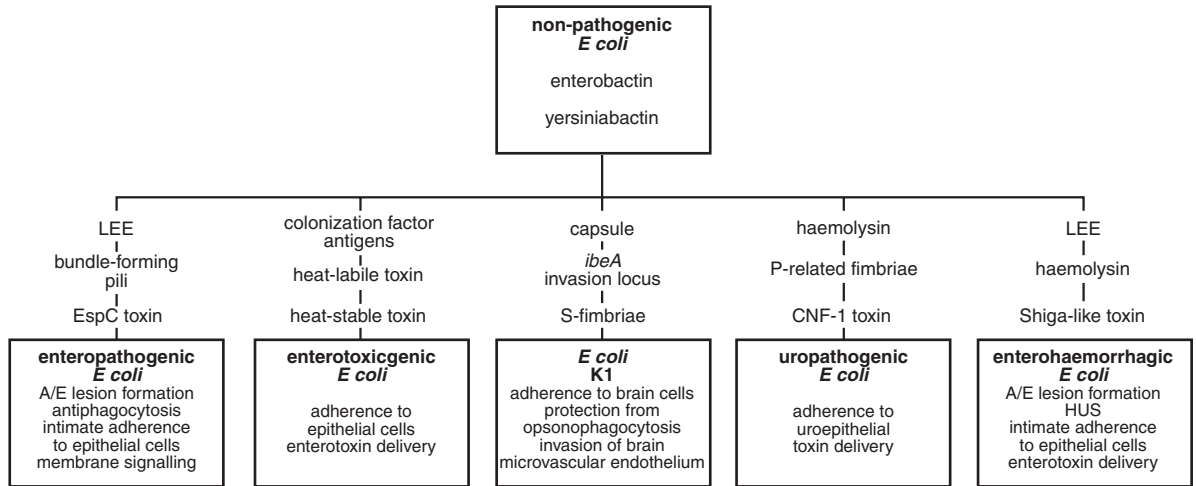 non-pathogenic
E coli
enterobactin
yersiniabactin
LEE
bundle-forming
pili
EspC toxin
enteropathogenic
E coli
A/E lesion formation
antiphagocytosis
intimate adherence
to epithelial cells
membrane signalling
colonization factor
antigens
heat-labile toxin
heat-stable toxin
enterotoxicgenic
E coli
adherence to
epithelial cells
enterotoxin delivery
capsule
ibeA
invasion locus
S-fimbriae
E coli
K1
adherence to brain cells
protection from
opsonophagocytosis
invasion of brain
microvascular endothelium
haemolysin
P-related fimbriae
CNF-1 toxin
uropathogenic
E coli
adherence to
uroepithelial
toxin delivery
LEE
haemolysin
Shiga-like toxin
enterohaemorrhagic
E coli
A/E lesion formation
HUS
intimate adherence
to epithelial cells
enterotoxin delivery